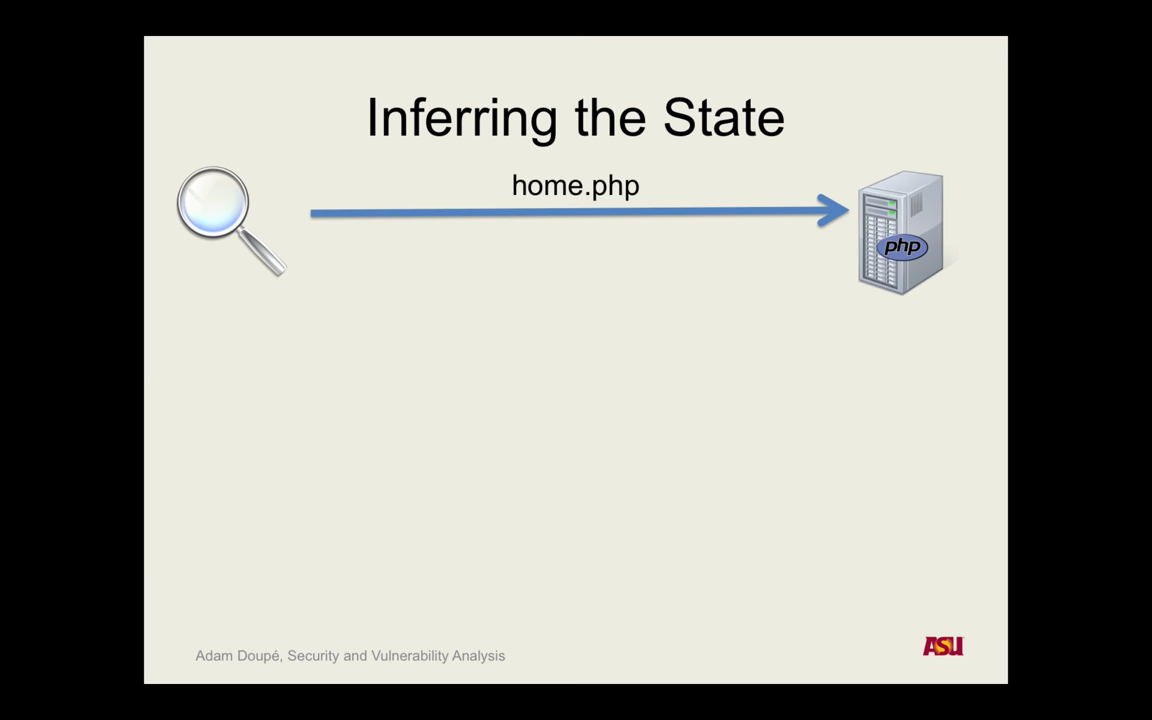 Inferring the State
home.php
php
Adam Doupé, Security and Vulnerability Analysis
ASU